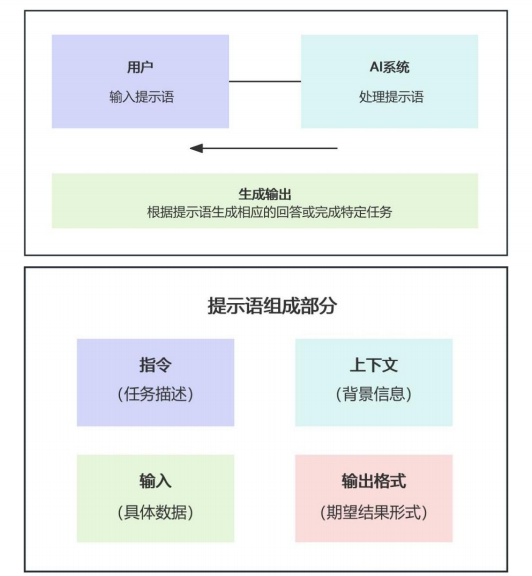 用户
输入提示语
AI系统
处理提示语
生成输出
根据提示语生成相应的回答或完成特定任务
提示语组成部分
指令
（任务描述）
上下文
（背景信息）
输入
（具体数据）
输出格式
（期望结果形式）